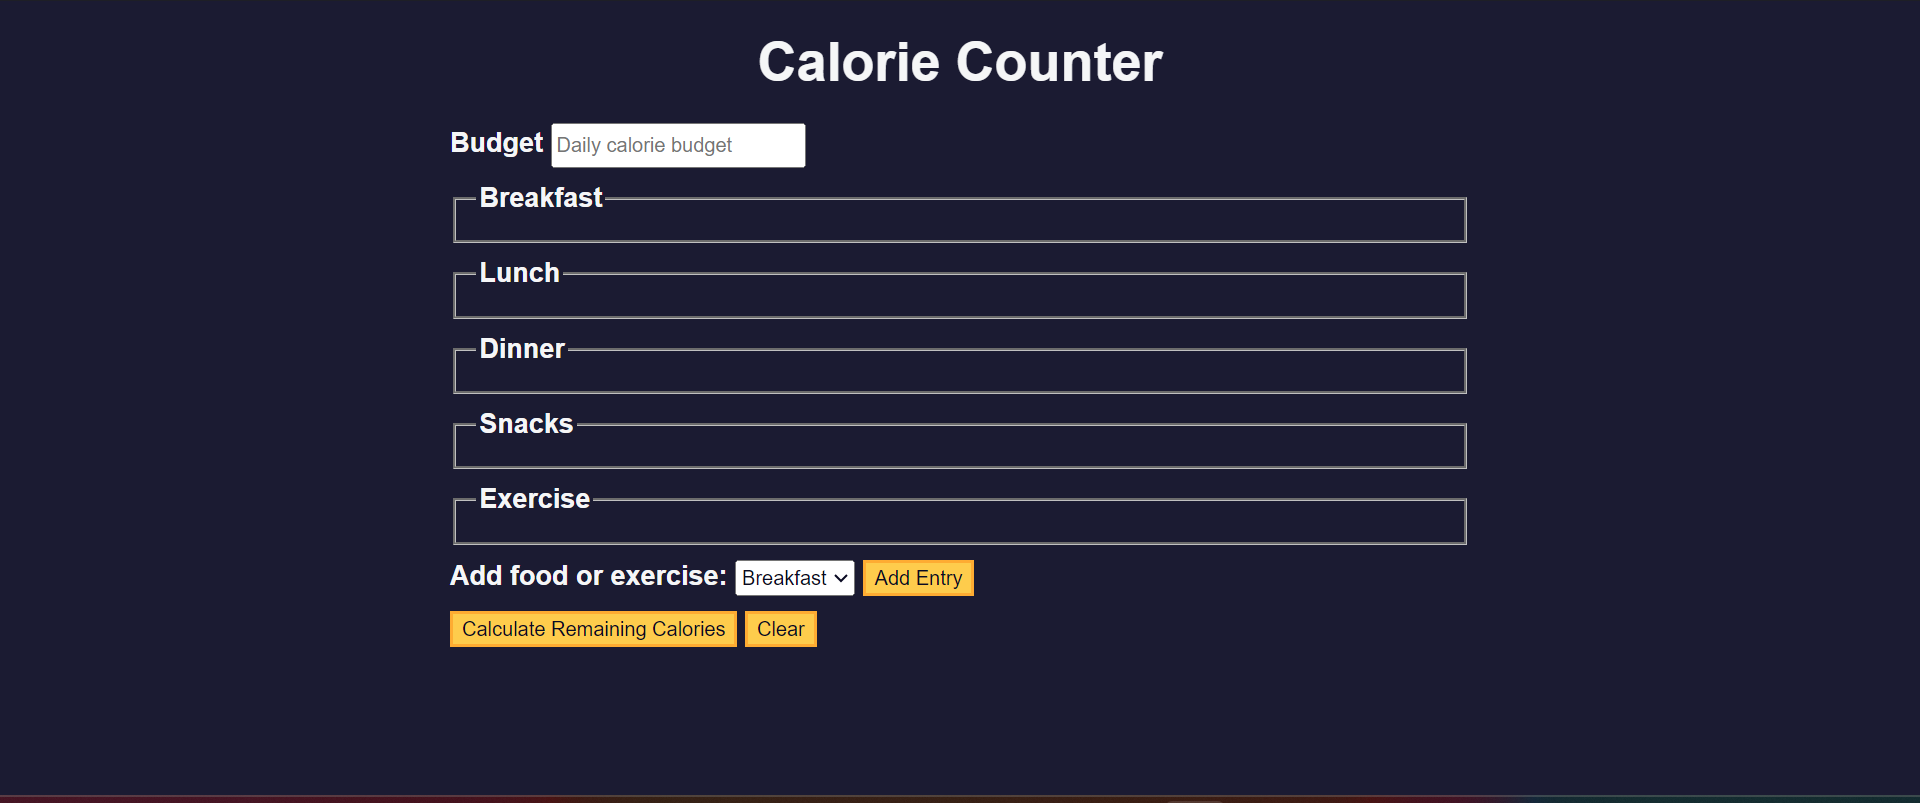 Calorie Counter
Budget Daily calorie budget
Breakfast
Lunch
Dinner
Snacks
Exercise
Add food or exercise: Breakfast Add Entry
Calculate Remaining Calories Clear